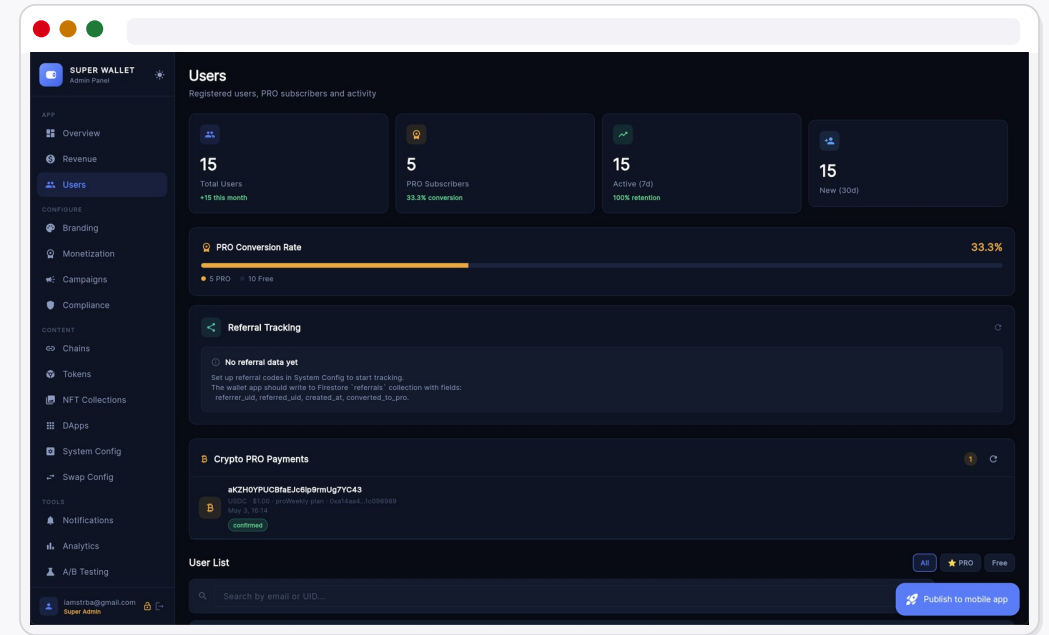 SUPER WALLET
Admin Panel
APP
Overview
Revenue
Users
CONFIGURE
Branding
Monetization
Campaigns
Compliance
CONTENT
Chains
Tokens
NFT Collections
DApps
System Config
Swap Config
TOOLS
Notifications
Analytics
A/B Testing
iamstrba@gmail.com
Super Admin
Users
Registered users, PRO subscribers and activity
15
Total Users
+15 this month
5
PRO Subscribers
33.3% conversion
15
Active (7d)
100% retention
15
New (30d)
PRO Conversion Rate
33.3%
5 PRO
10 Free
Referral Tracking
No referral data yet
Set up referral codes in System Config to start tracking.
The wallet app should write to Firestore `referrals` collection with fields:
referrer_uid, referred_uid, created_at, converted_to_pro.
Crypto PRO Payments
1
USDC · $1.00 · proWeekly plan ·
May 3, 16:14
confirmed
User List
All
PRO
Free
Search by email or UID...
Publish to mobile app